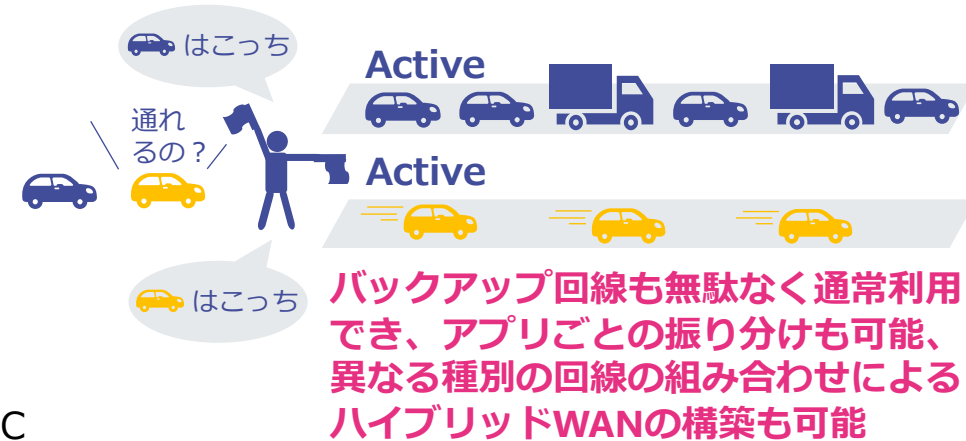 はこっち
Active
通れ
るの？
Active
はこっち
バックアップ回線も無駄なく通常利用
でき、アプリごとの振り分けも可能、
異なる種別の回線の組み合わせによる
ハイブリッドWANの構築も可能
C